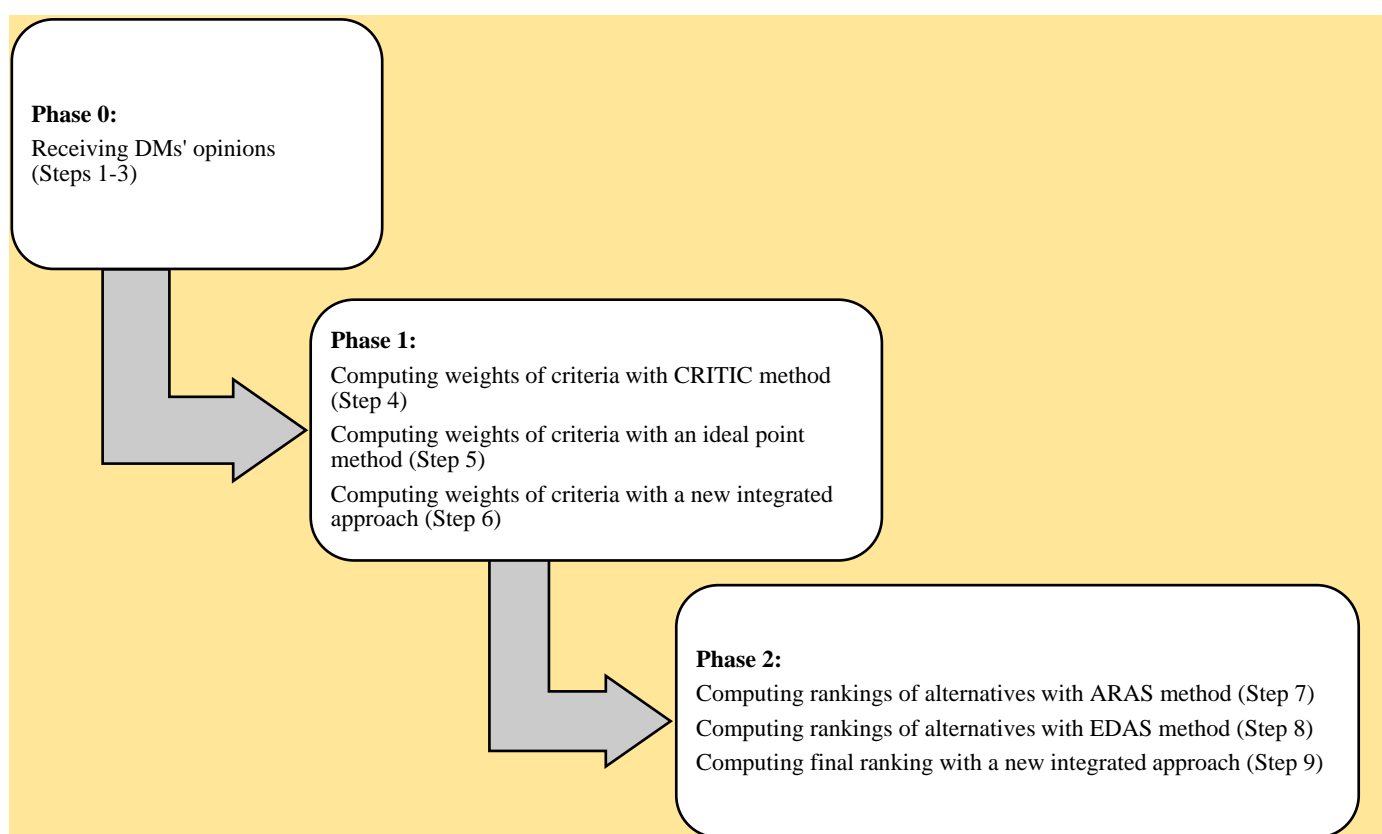 Phase 0:
Receiving DMs' opinions
(Steps 1-3)
Phase 1:
Computing weights of criteria with CRITIC method
(Step 4)
Computing weights of criteria with an ideal point
method (Step 5)
Computing weights of criteria with a new integrated
approach (Step 6)
Phase 2:
Computing rankings of alternatives with ARAS method (Step 7)
Computing rankings of alternatives with EDAS method (Step 8)
Computing final ranking with a new integrated approach (Step 9)